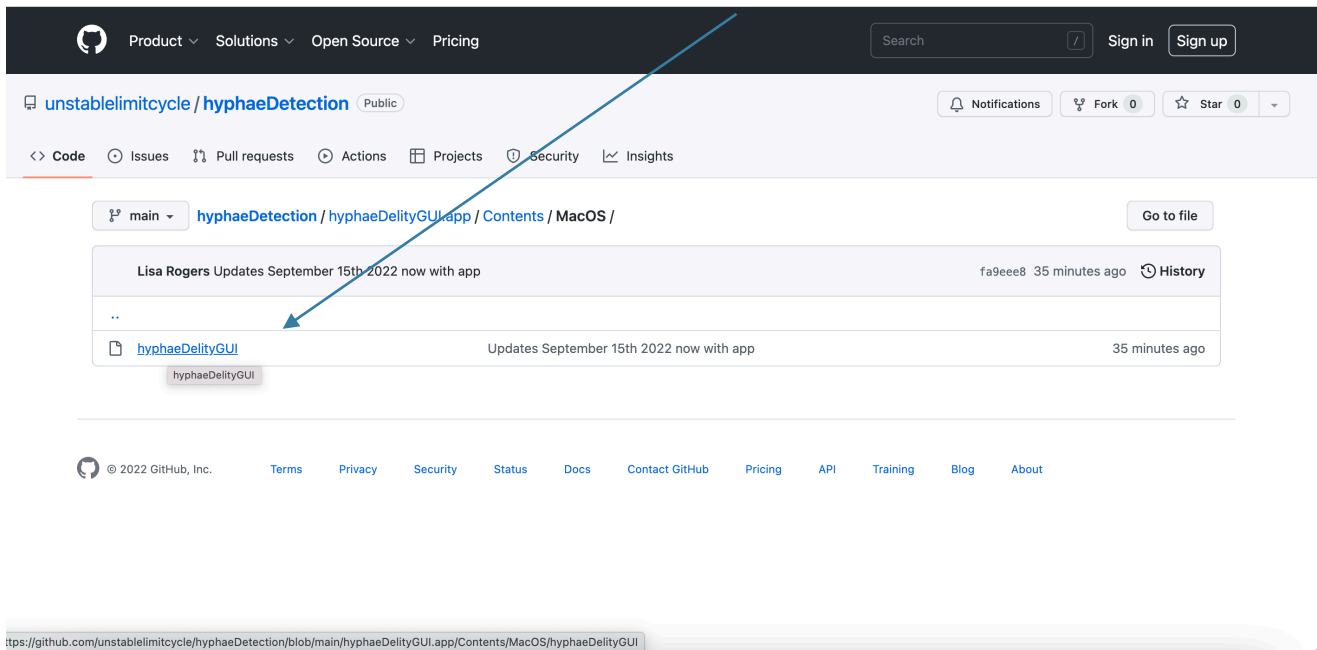 Product Solutions Open Source Pricing Search / Sign in Sign up
unstablelimitcycle / hyphaeDetection Public Notifications Fork 0 Star 0
Code Issues Pull requests Actions Projects Security Insights
main hyphaeDetection / hyphaeDelityGUI.app / Contents / MacOS / Go to file
Lisa Rogers Updates September 15th 2022 now with app fa9eee8 35 minutes ago History
..
hyphaeDelityGUI Updates September 15th 2022 now with app 35 minutes ago
hyphaeDelityGUI
© 2022 GitHub, Inc. Terms Privacy Security Status Docs Contact GitHub Pricing API Training Blog About
ttps://github.com/unstablelimitcycle/hyphaeDetection/blob/main/hyphaeDelityGUI.app/Contents/MacOS/hyphaeDelityGUI